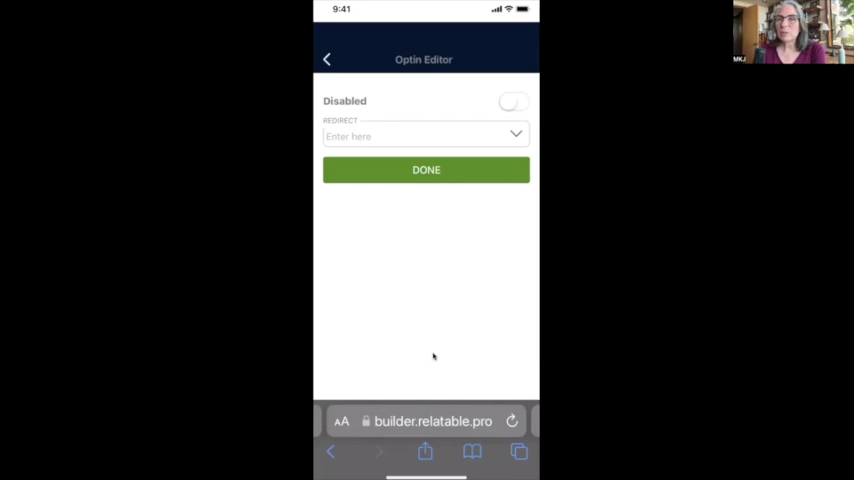 9:41
Optin Editor
Disabled
REDIRECT
Enter here
DONE
AA builder.relatable.pro
MKJ